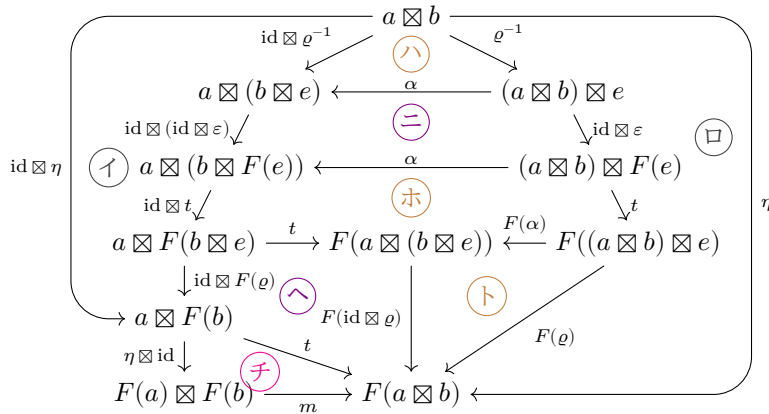 a ⊠ b
id ⊠ ϱ⁻¹ ϱ⁻¹
ハ
a ⊠ (b ⊠ e) α (a ⊠ b) ⊠ e
ニ
id ⊠ (id ⊠ ε) id ⊠ ε
ロ
id ⊠ η イ a ⊠ (b ⊠ F(e)) α (a ⊠ b) ⊠ F(e)
ホ
id ⊠ t t η
a ⊠ F(b ⊠ e) t F(a ⊠ (b ⊠ e)) F(α) F((a ⊠ b) ⊠ e)
id ⊠ F(ϱ) ヘ ト
a ⊠ F(b) F(id ⊠ ϱ) F(ϱ)
t
η ⊠ id チ
F(a) ⊠ F(b) m F(a ⊠ b)